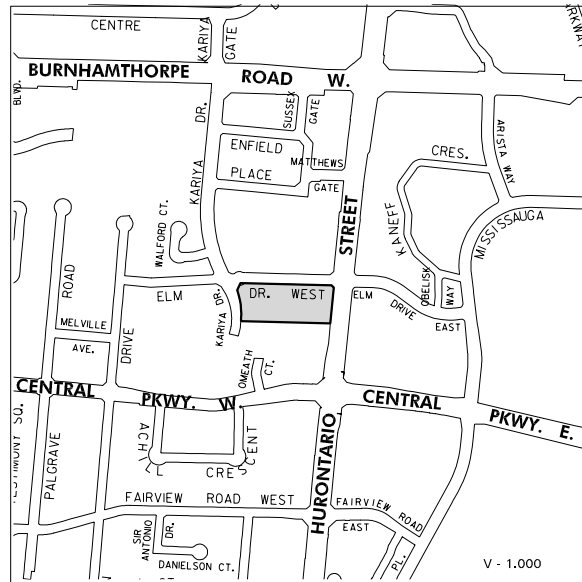 CENTRE
KARIYA
GATE
BURNHAMTHORPE ROAD W.
BLVD.
DR.
KARIYA
SUSSEX
GATE
ENFIELD
PLACE
MATTHEWS
GATE
CRES.
KANEFF
ARISTA WAY
MISSISSAUGA
STREET
WALFORD CT.
ROAD
ELM
DR. WEST
ELM
DRIVE
EAST
OBELISK
WAY
KARIYA DR.
MELVILLE
AVE.
DRIVE
OMEATH
CT.
CENTRAL PKWY. W.
CENTRAL
PKWY. E.
ACHILL CRESCENT
HURONTARIO
PALGRAVE
FAIRVIEW ROAD WEST
FAIRVIEW ROAD
EAST
SIR
ANTONIO
DR.
DANIELSON CT.
PL.
V - 1.000